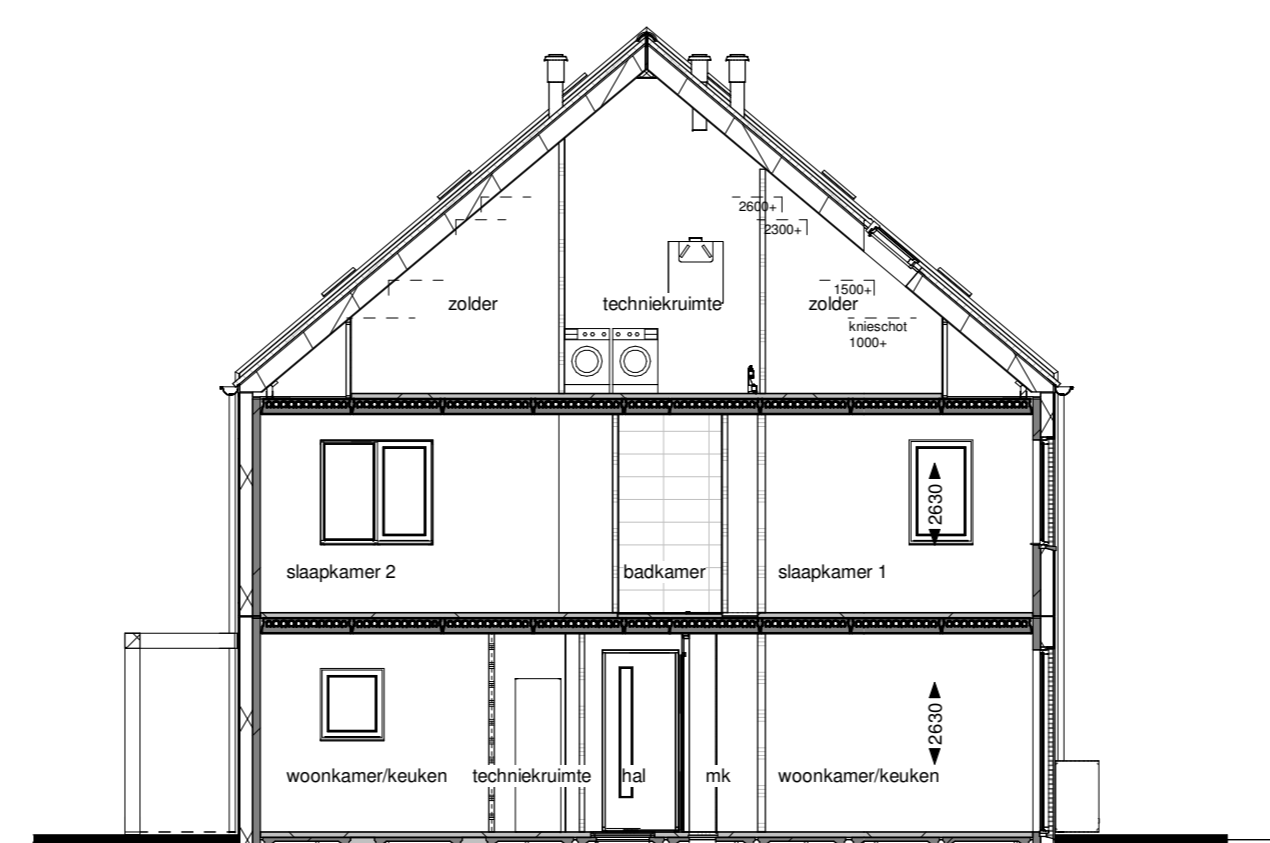 2600+
2300+
1500+
zolder
techniekruimte
zolder
knieschot
1000+
2630
slaapkamer 2
badkamer
slaapkamer 1
2630
woonkamer/keuken
techniekruimte
hal
mk
woonkamer/keuken